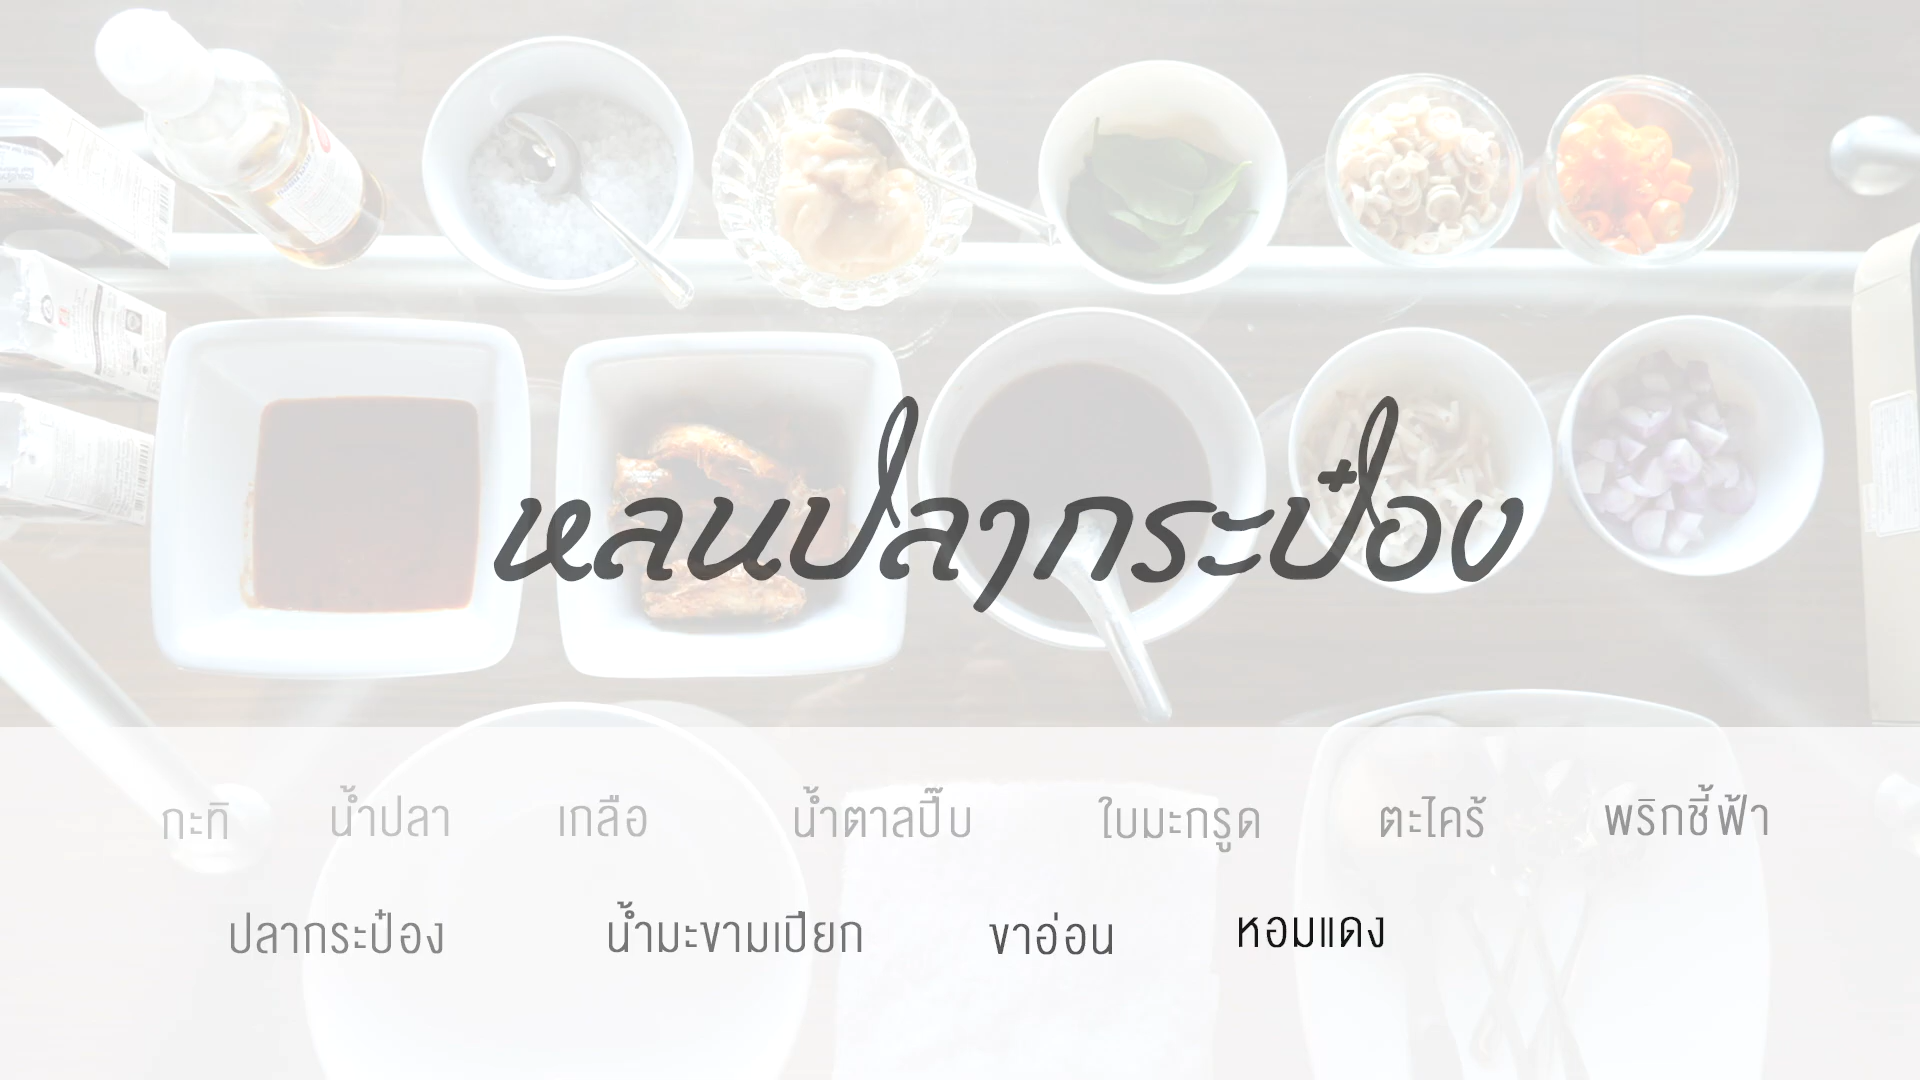 หลนปลากระป๋อง
กะทิ น้ำปลา เกลือ น้ำตาลปี๊บ ใบมะกรูด ตะไคร้ พริกชี้ฟ้า
ปลากระป๋อง น้ำมะขามเปียก ขาอ่อน หอมแดง